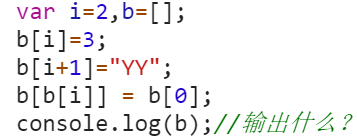 var i=2,b=[];
b[i]=3;
b[i+1]="YY";
b[b[i]] = b[0];
console.log(b);//输出什么?